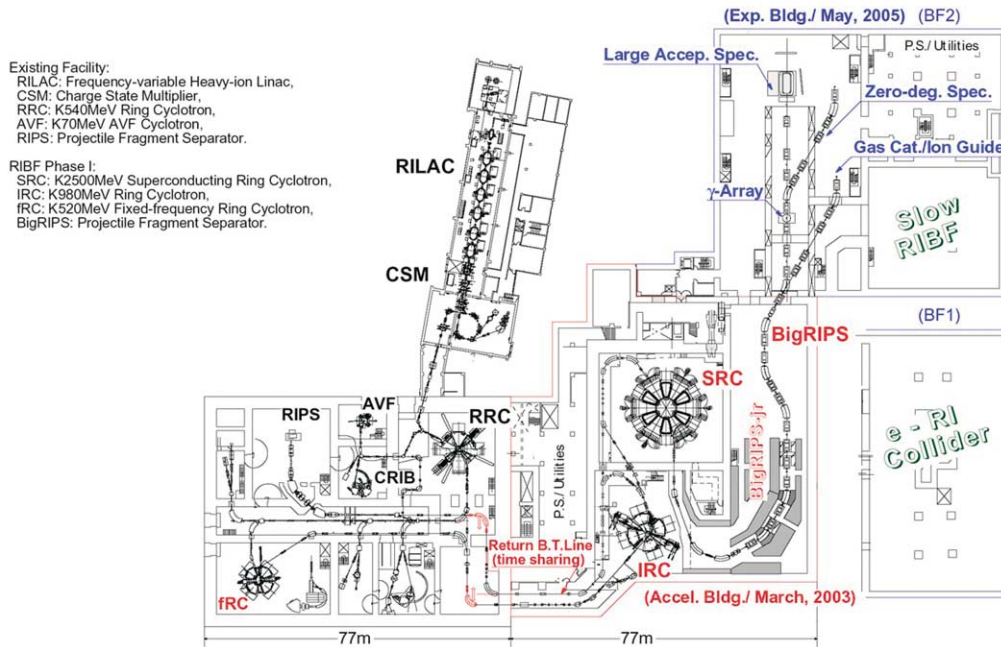 (Exp. Bldg./ May, 2005) (BF2)
P.S./ Utilities
Large Accep. Spec.
Zero-deg. Spec.
Gas Cat./Ion Guide
γ-Array
Slow
RIBF
Existing Facility:
RILAC: Frequency-variable Heavy-ion Linac,
CSM: Charge State Multiplier,
RRC: K540MeV Ring Cyclotron,
AVF: K70MeV AVF Cyclotron,
RIPS: Projectile Fragment Separator.
RIBF Phase I:
SRC: K2500MeV Superconducting Ring Cyclotron,
IRC: K980MeV Ring Cyclotron,
fRC: K520MeV Fixed-frequency Ring Cyclotron,
BigRIPS: Projectile Fragment Separator.
RILAC
CSM
(BF1)
BigRIPS
SRC
RIPS
AVF
RRC
CRIB
P.S./ Utilities
BigRIPS-jr
e - RI
Collider
Return B.T.Line
(time sharing)
IRC
fRC
(Accel. Bldg./ March, 2003)
77m
77m